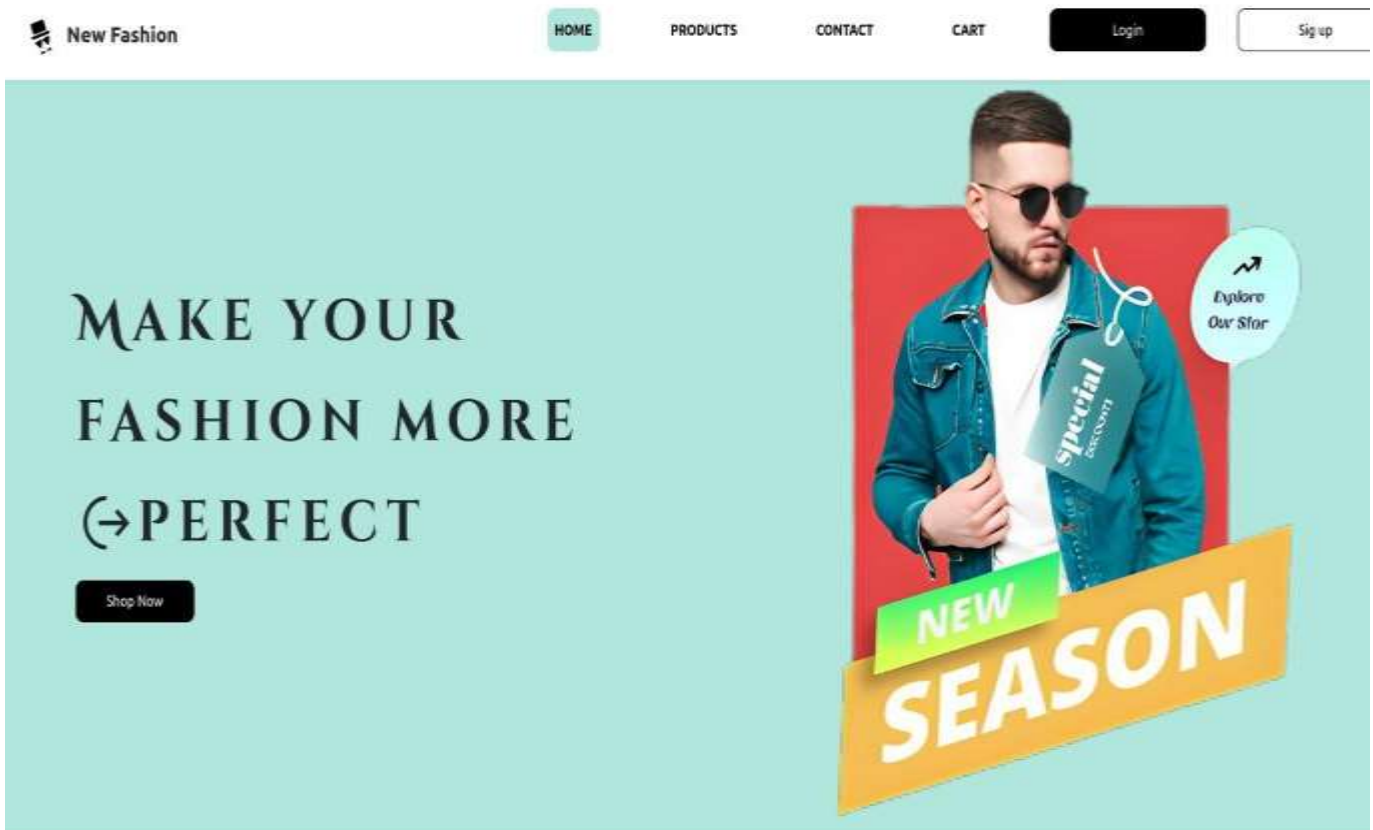 New Fashion
HOME
PRODUCTS
CONTACT
CART
Login
Sig up
MAKE YOUR
FASHION MORE
PERFECT
Shop Now
Explore
Our Stor
special
NEW
SEASON